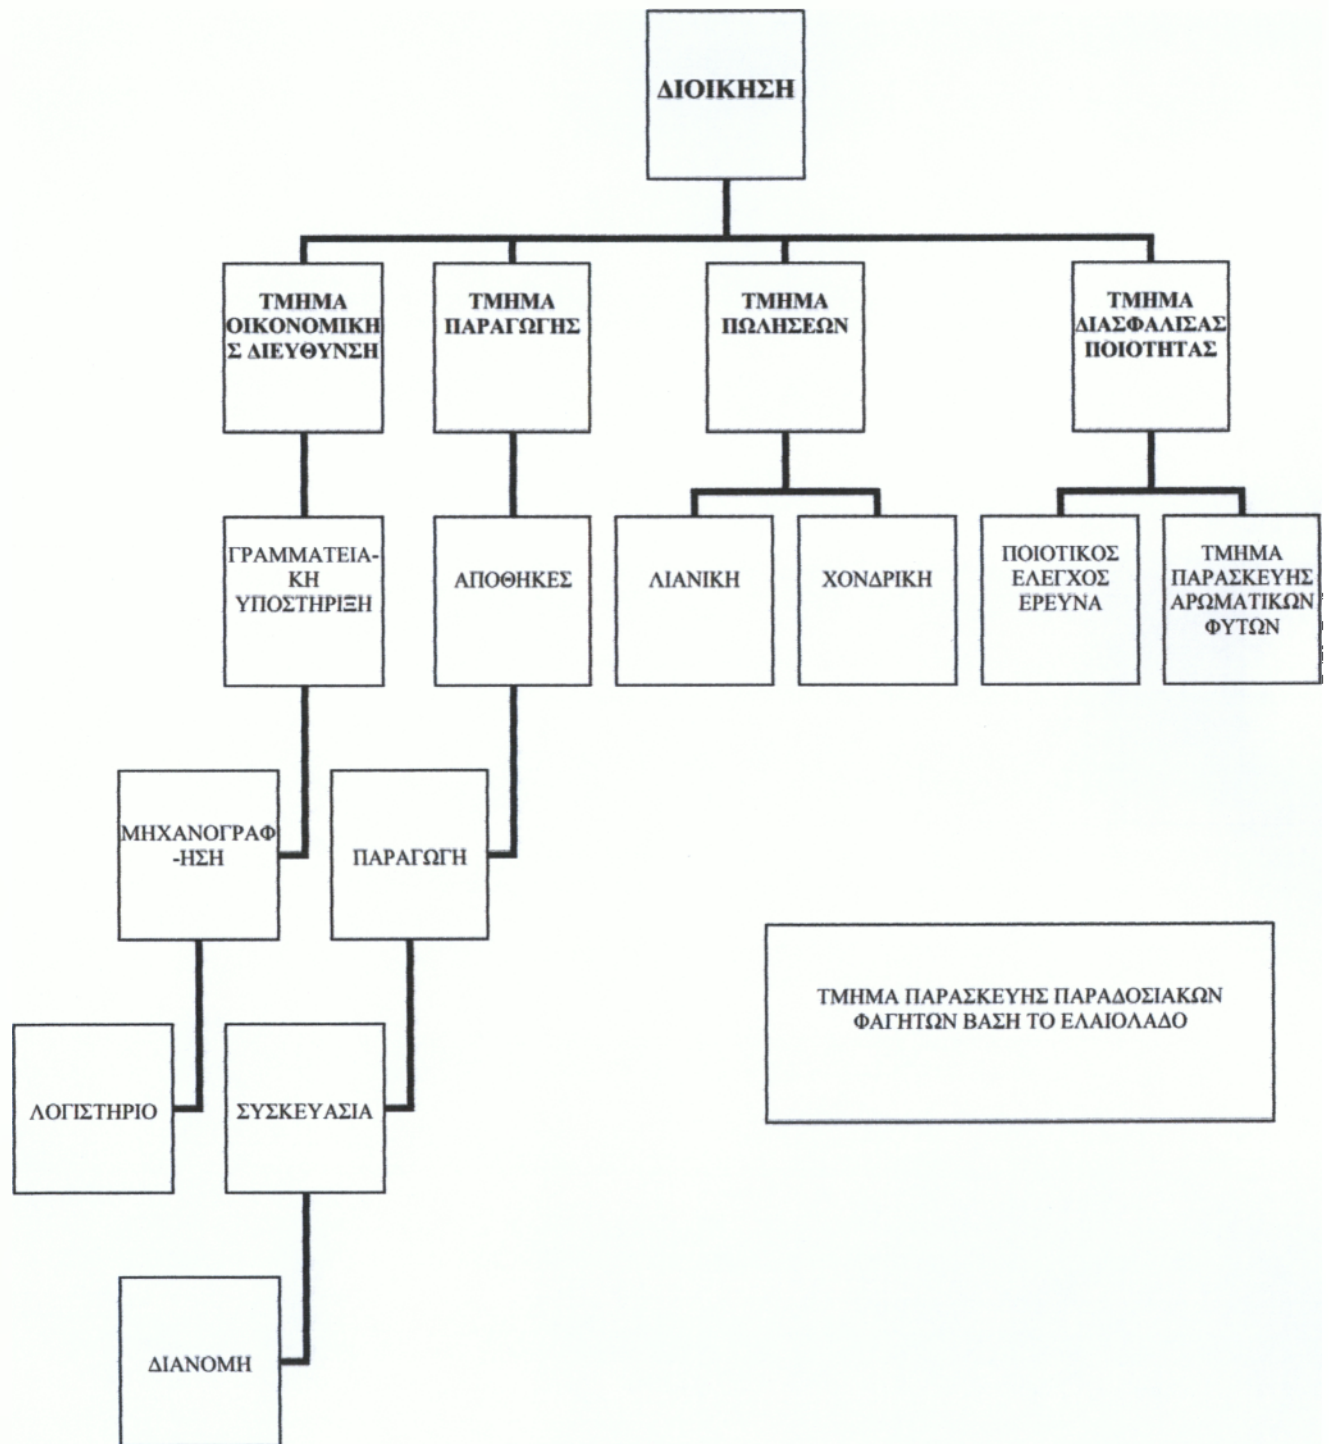 ΔΙΟΙΚΗΣΗ
ΤΜΗΜΑ
ΟΙΚΟΝΟΜΙΚΗ
Σ ΔΙΕΥΘΥΝΣΗ
ΤΜΗΜΑ
ΠΑΡΑΓΩΓΗΣ
ΤΜΗΜΑ
ΠΩΛΗΣΕΩΝ
ΤΜΗΜΑ
ΔΙΑΣΦΑΛΙΣΑΣ
ΠΟΙΟΤΗΤΑΣ
ΓΡΑΜΜΑΤΕΙΑ-
ΚΗ
ΥΠΟΣΤΗΡΙΞΗ
ΑΠΟΘΗΚΕΣ
ΛΙΑΝΙΚΗ
ΧΟΝΔΡΙΚΗ
ΠΟΙΟΤΙΚΟΣ
ΕΛΕΓΧΟΣ
ΕΡΕΥΝΑ
ΤΜΗΜΑ
ΠΑΡΑΣΚΕΥΗΣ
ΑΡΩΜΑΤΙΚΩΝ
ΦΥΤΩΝ
ΜΗΧΑΝΟΓΡΑΦ
-ΗΣΗ
ΠΑΡΑΓΩΓΗ
ΤΜΗΜΑ ΠΑΡΑΣΚΕΥΗΣ ΠΑΡΑΔΟΣΙΑΚΩΝ
ΦΑΓΗΤΩΝ ΒΑΣΗ ΤΟ ΕΛΑΙΟΛΑΔΟ
ΛΟΓΙΣΤΗΡΙΟ
ΣΥΣΚΕΥΑΣΙΑ
ΔΙΑΝΟΜΗ